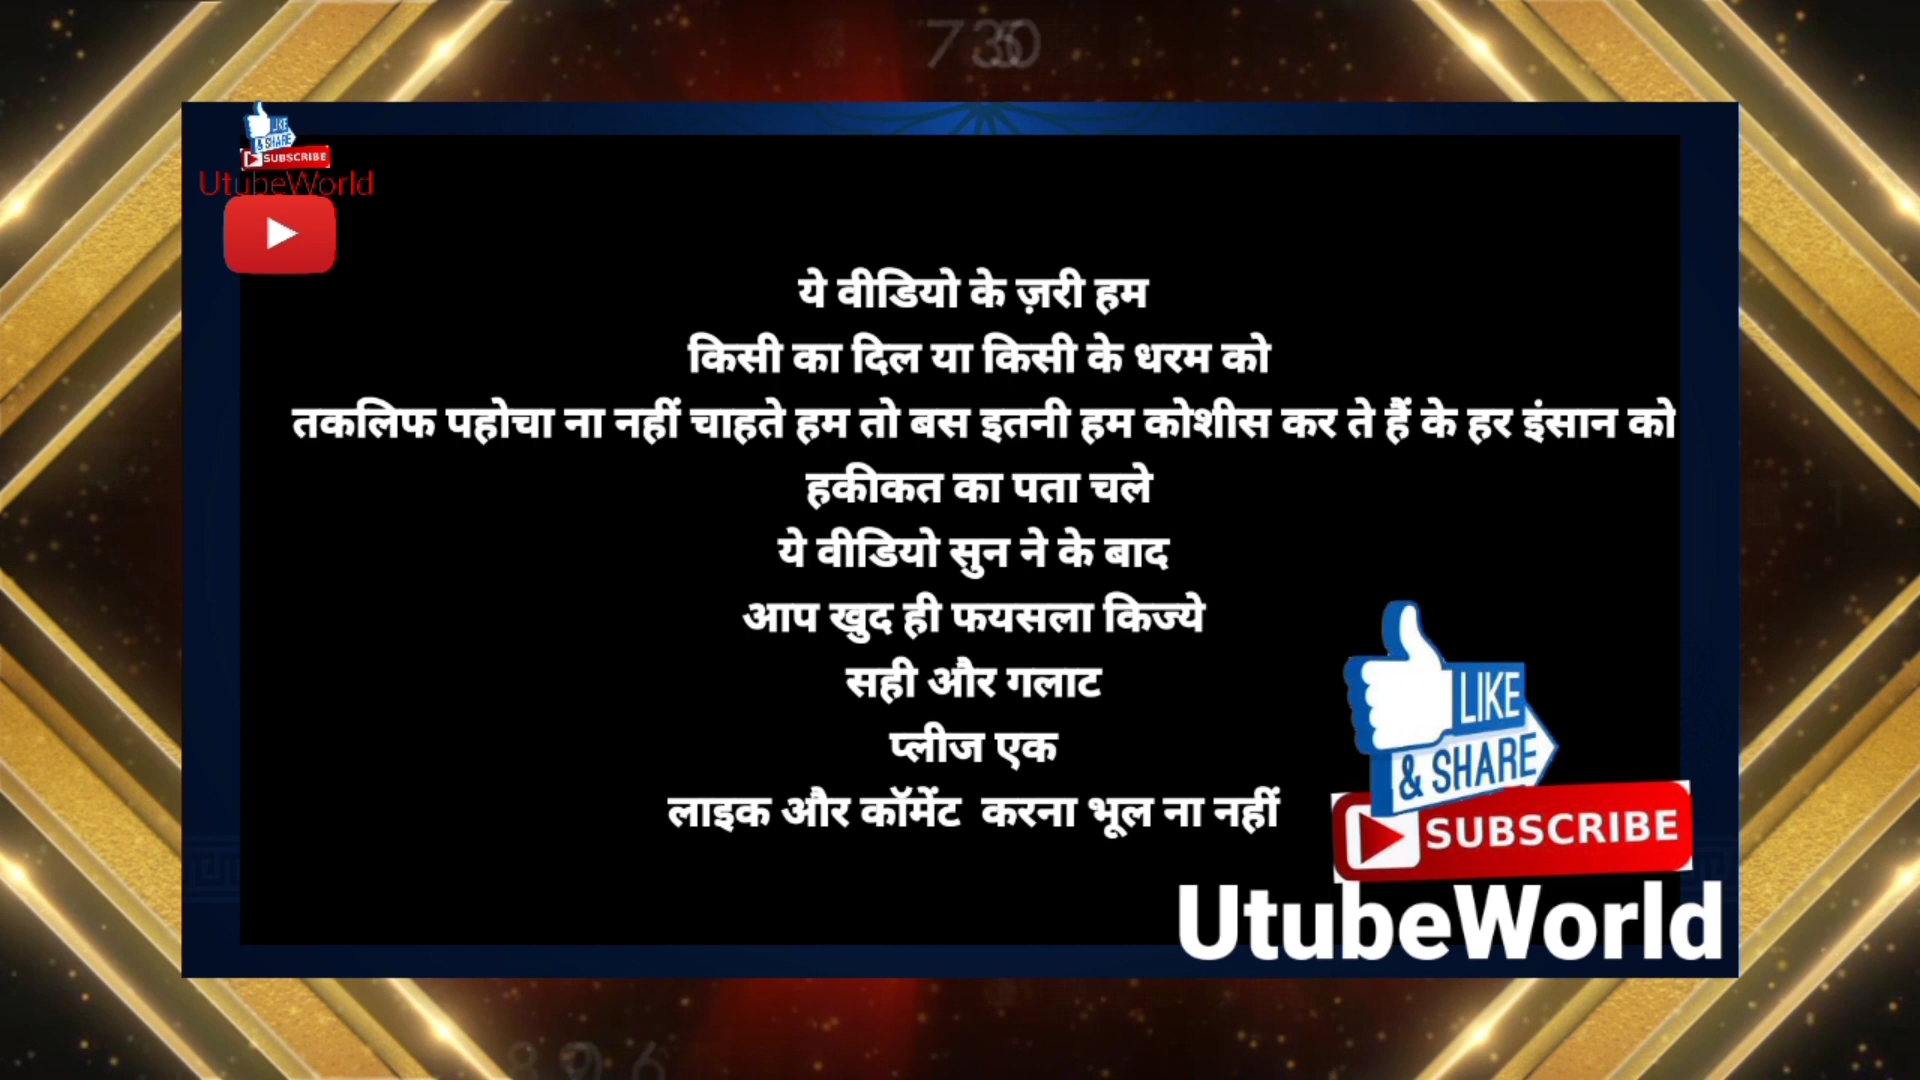 730
LIKE
& SHARE
SUBSCRIBE
UtubeWorld
ये वीडियो के ज़री हम
किसी का दिल या किसी के धरम को
तकलिफ पहोचा ना नहीं चाहते हम तो बस इतनी हम कोशीस कर ते हैं के हर इंसान को
हकीकत का पता चले
ये वीडियो सुन ने के बाद
आप खुद ही फयसला किज्ये
सही और गलाट
प्लीज एक
लाइक और कॉमेंट करना भूल ना नहीं
LIKE
& SHARE
SUBSCRIBE
UtubeWorld